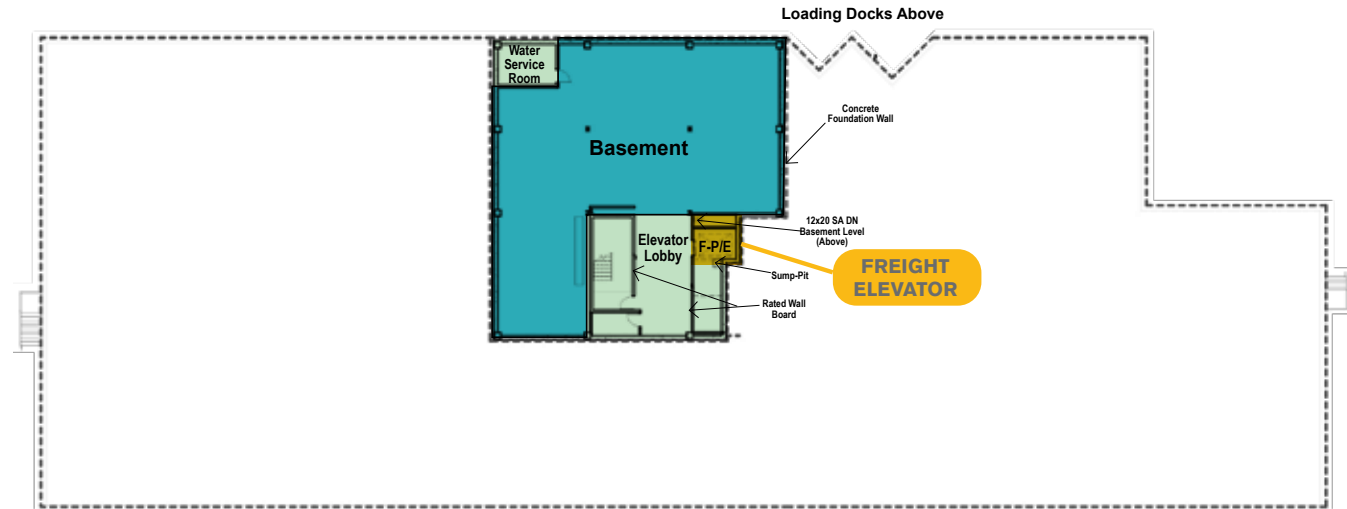 Loading Docks Above
Water
Service
Room
Concrete
Foundation Wall
Basement
12x20 SA DN
Basement Level
(Above)
Elevator
Lobby
F-P/E
FREIGHT
ELEVATOR
Sump-Pit
Rated Wall
Board